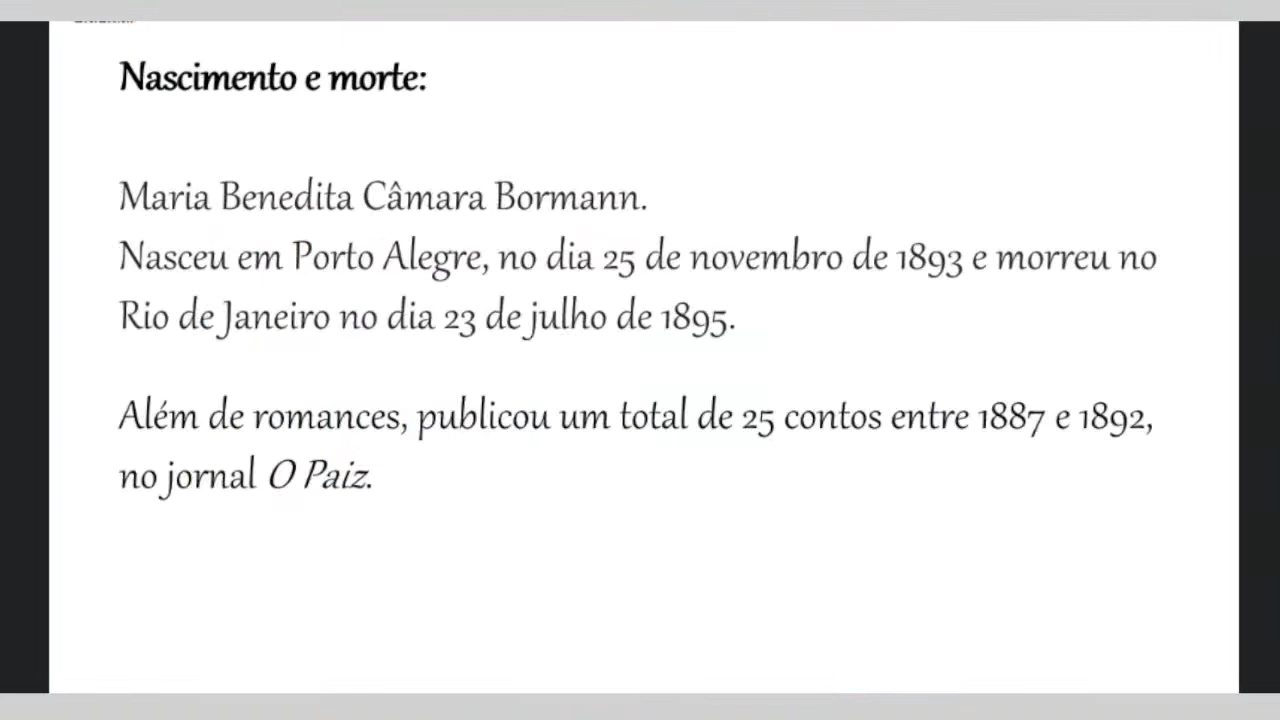 Nascimento e morte:
Maria Benedita Câmara Bormann.
Nasceu em Porto Alegre, no dia 25 de novembro de 1893 e morreu no
Rio de Janeiro no dia 23 de julho de 1895.
Além de romances, publicou um total de 25 contos entre 1887 e 1892,
no jornal O Paiz.